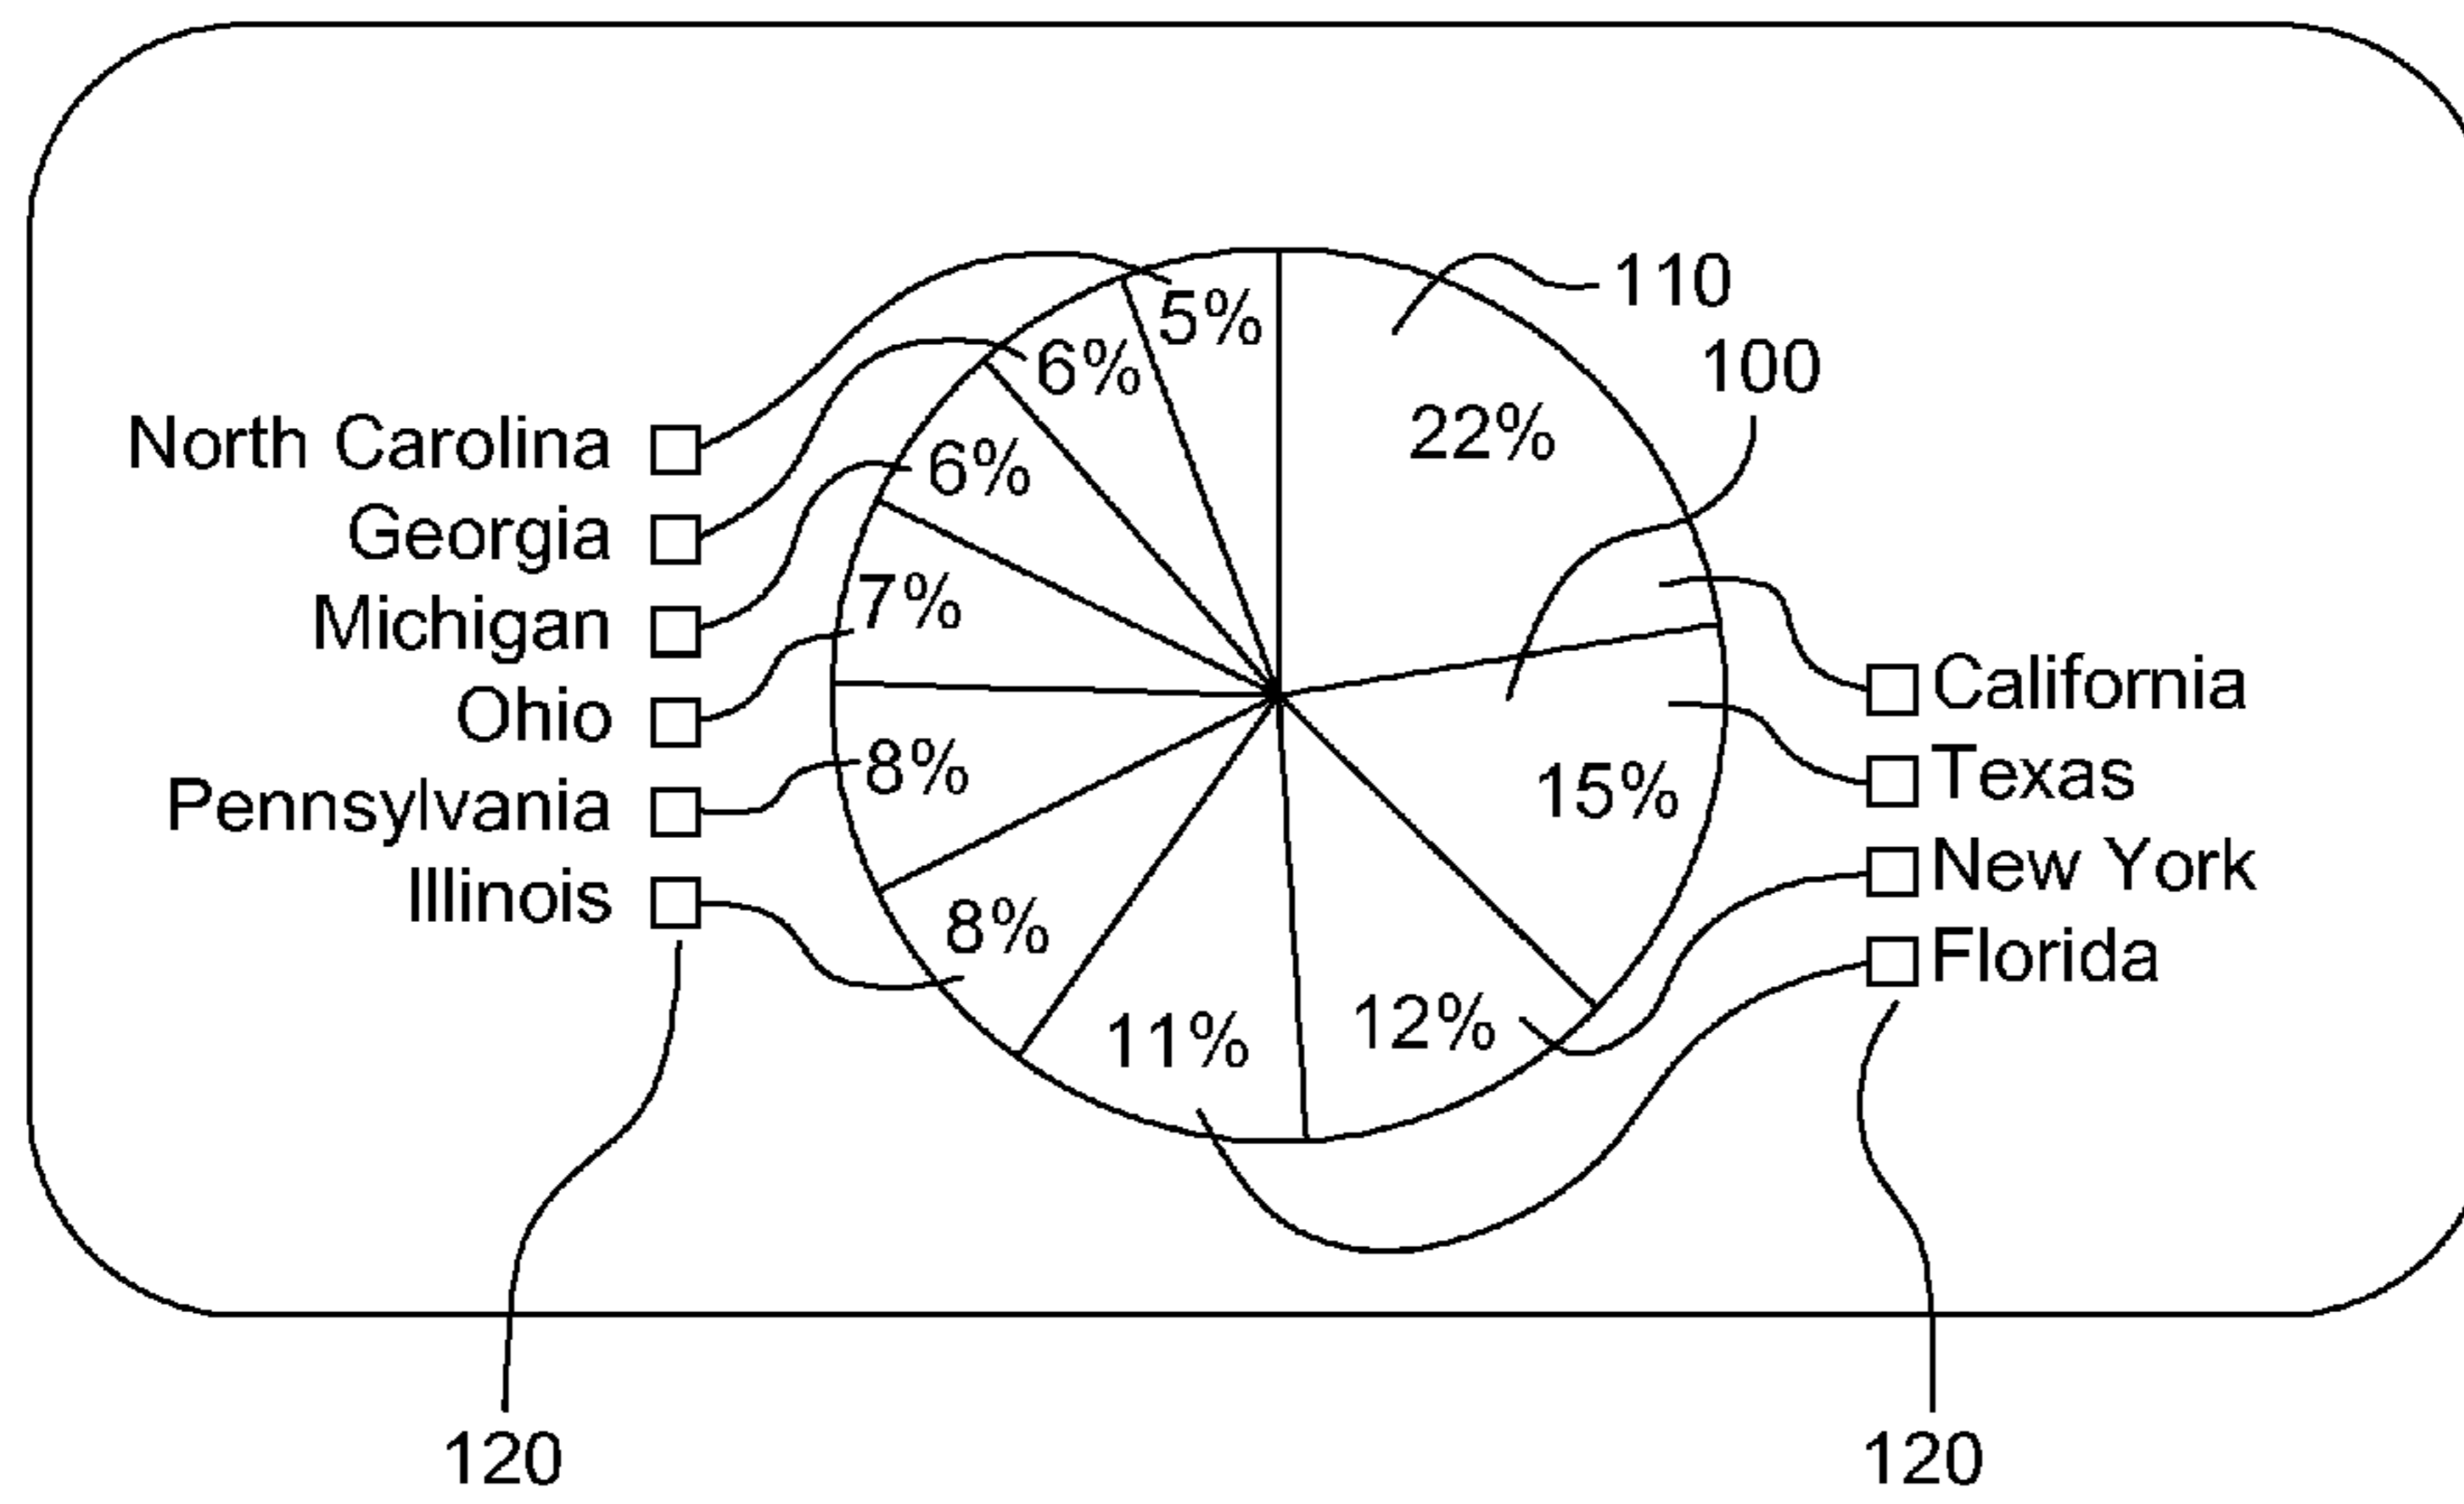 110
5%
100
6%
22%
North Carolina
6%
Georgia
7%
Michigan
California
Ohio
Texas
8%
15%
Pennsylvania
New York
Illinois
8%
Florida
12%
11%
120
120